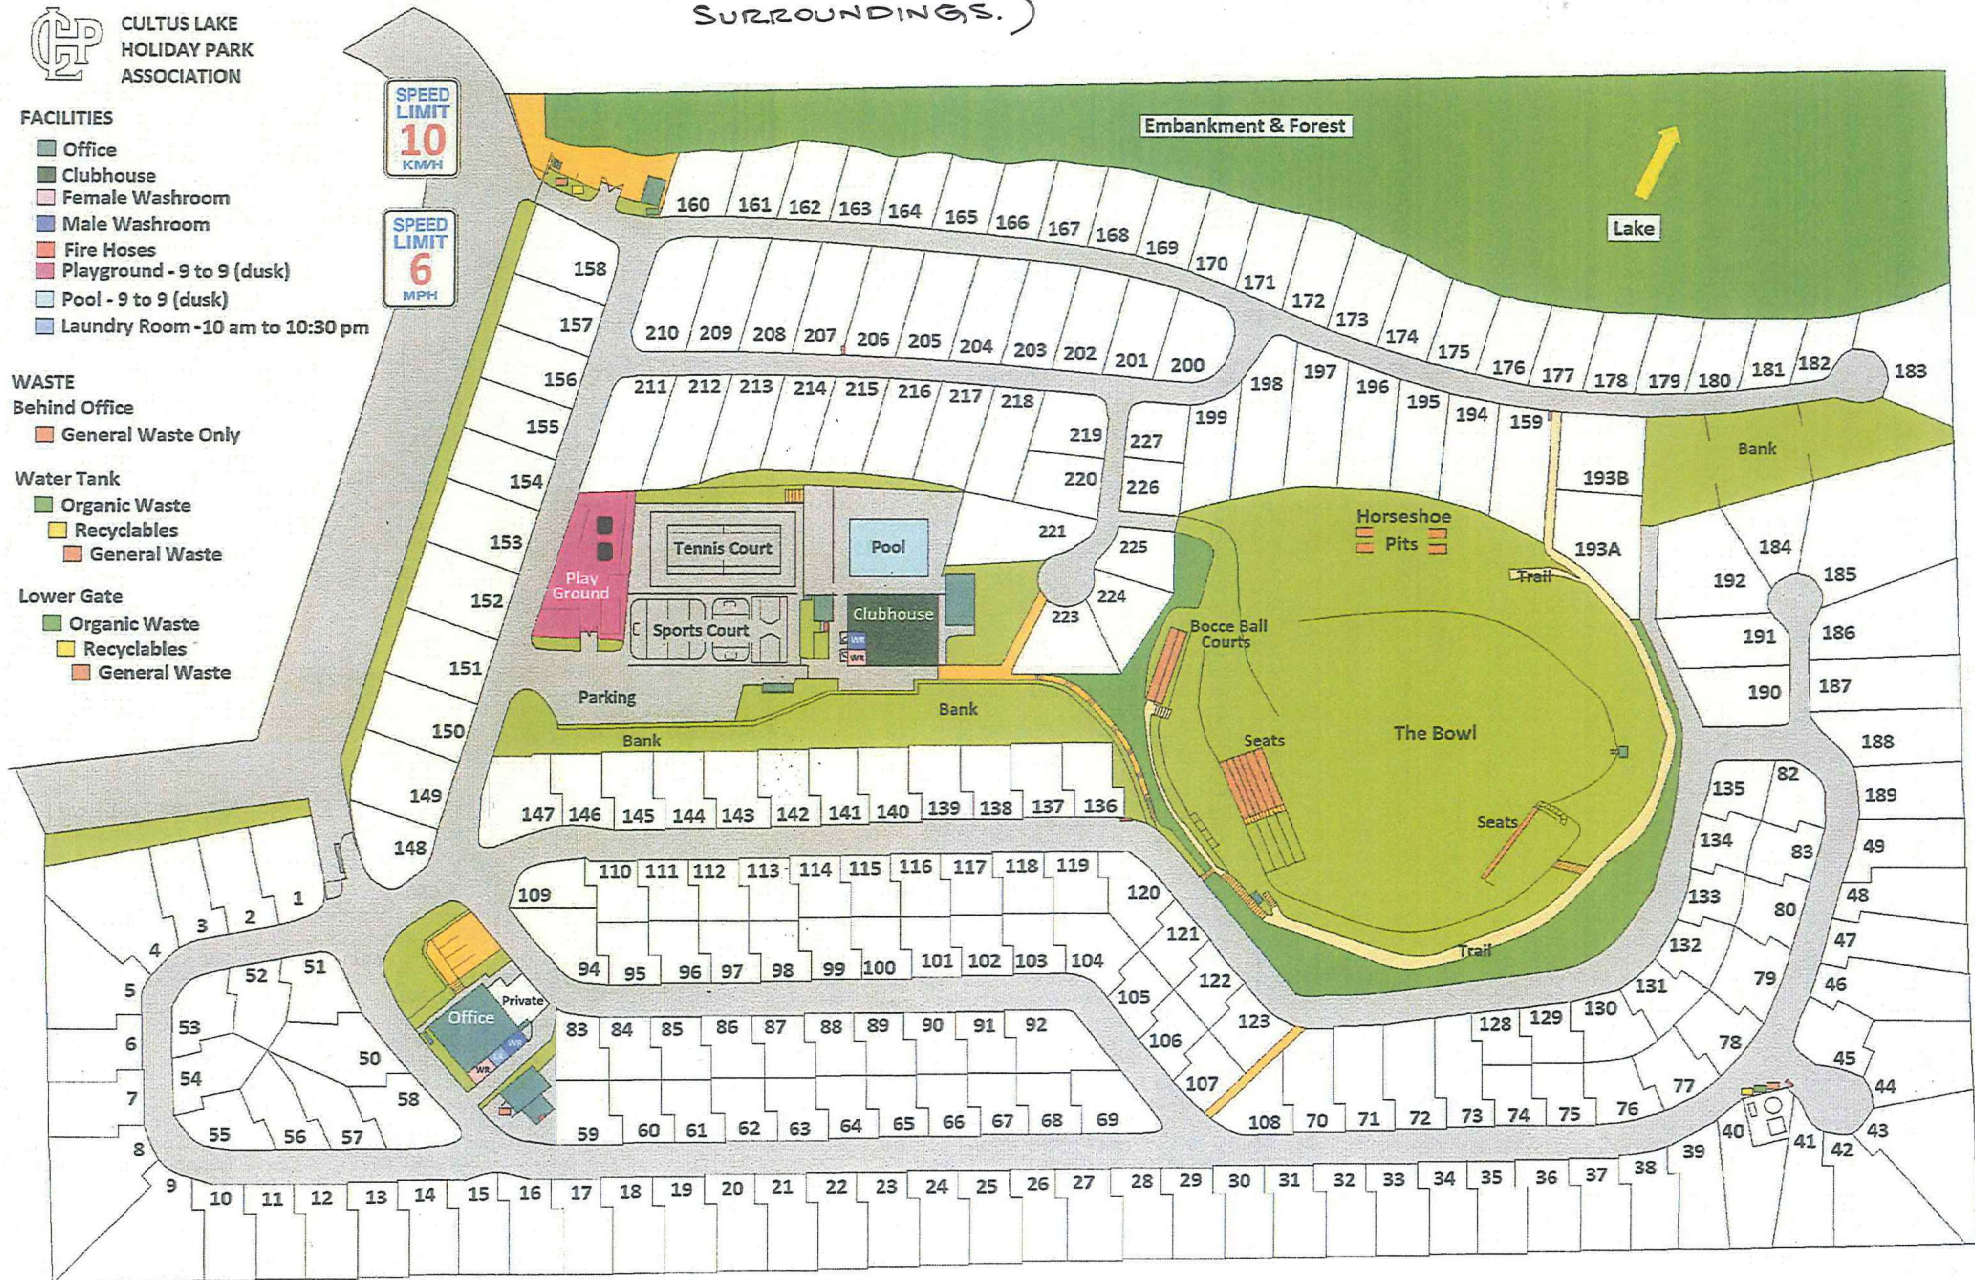 SURROUNDINGS.)
CLHP
CULTUS LAKE
HOLIDAY PARK
ASSOCIATION
FACILITIES
Office
Clubhouse
Female Washroom
Male Washroom
Fire Hoses
Playground - 9 to 9 (dusk)
Pool - 9 to 9 (dusk)
Laundry Room -10 am to 10:30 pm
WASTE
Behind Office
General Waste Only
Water Tank
Organic Waste
Recyclables
General Waste
Lower Gate
Organic Waste
Recyclables
General Waste
SPEED
LIMIT
10
KM/H
SPEED
LIMIT
6
MPH
Embankment & Forest
Lake
160 161 162 163 164 165 166 167 168 169 170 171 172 173 174 175 176 177 178 179 180 181 182 183
158
157
156
155
154
153
152
151
150
149
148
210 209 208 207 206 205 204 203 202 201 200
211 212 213 214 215 216 217 218
219 227
220 226
221 225
224
223
199 198 197 196 195 194 159
193B
193A
Bank
184
192 185
191 186
190 187
188
189
Play
Ground
Tennis Court
Pool
Sports Court
Clubhouse
WR
WR
Parking
Bank
Bank
Horseshoe
Pits
Trail
Bocce Ball
Courts
Seats
The Bowl
Seats
Trail
147 146 145 144 143 142 141 140 139 138 137 136
109 110 111 112 113 114 115 116 117 118 119
120
121
122
123
94 95 96 97 98 99 100 101 102 103 104
105
106
107
135 82
134 83
133 80
132 79
131
130
129
128
78
77
49
48
47
46
45
44
43
42
41
40
39
1
2
3
4
5
6
7
8
9
51
52
53
54
55 56 57
50
58
Private
Office
WR
LA
WR
83 84 85 86 87 88 89 90 91 92
59 60 61 62 63 64 65 66 67 68 69
108 70 71 72 73 74 75 76
10 11 12 13 14 15 16 17 18 19 20 21 22 23 24 25 26 27 28 29 30 31 32 33 34 35 36 37 38